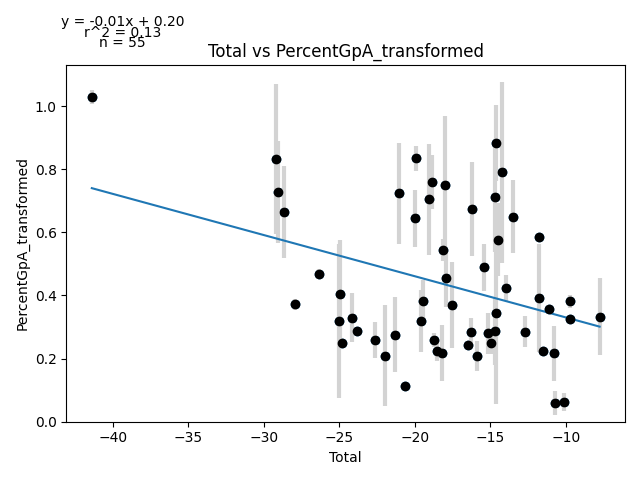 y = -0.01x + 0.20
r^2 = 0.13
n = 55
Total vs PercentGpA_transformed
PercentGpA_transformed
1.0
0.8
0.6
0.4
0.2
0.0
−40
−35
−30
−25
−20
−15
−10
Total